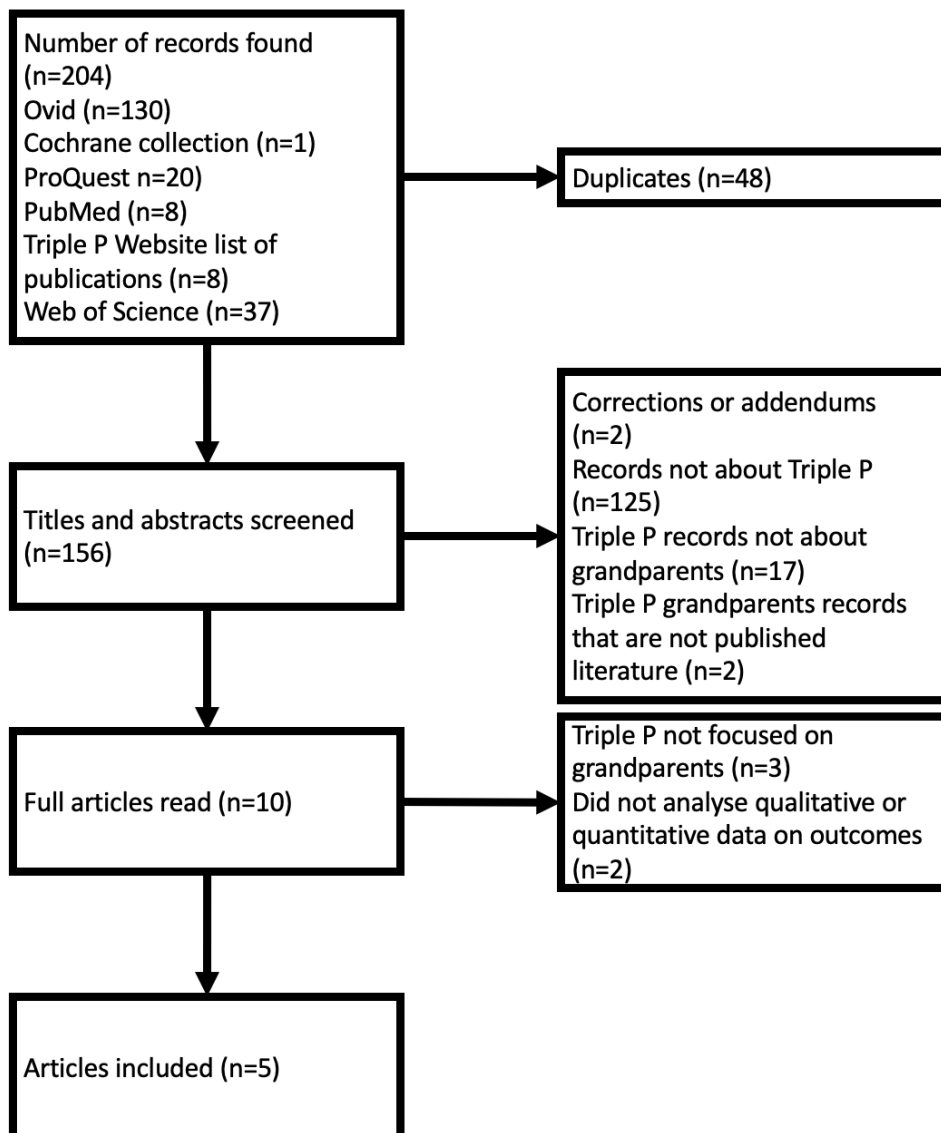 Number of records found
(n=204)
Ovid (n=130)
Cochrane collection (n=1)
ProQuest n=20)
PubMed (n=8)
Triple P Website list of
publications (n=8)
Web of Science (n=37)
Duplicates (n=48)
Titles and abstracts screened
(n=156)
Corrections or addendums
(n=2)
Records not about Triple P
(n=125)
Triple P records not about
grandparents (n=17)
Triple P grandparents records
that are not published
literature (n=2)
Full articles read (n=10)
Triple P not focused on
grandparents (n=3)
Did not analyse qualitative or
quantitative data on outcomes
(n=2)
Articles included (n=5)